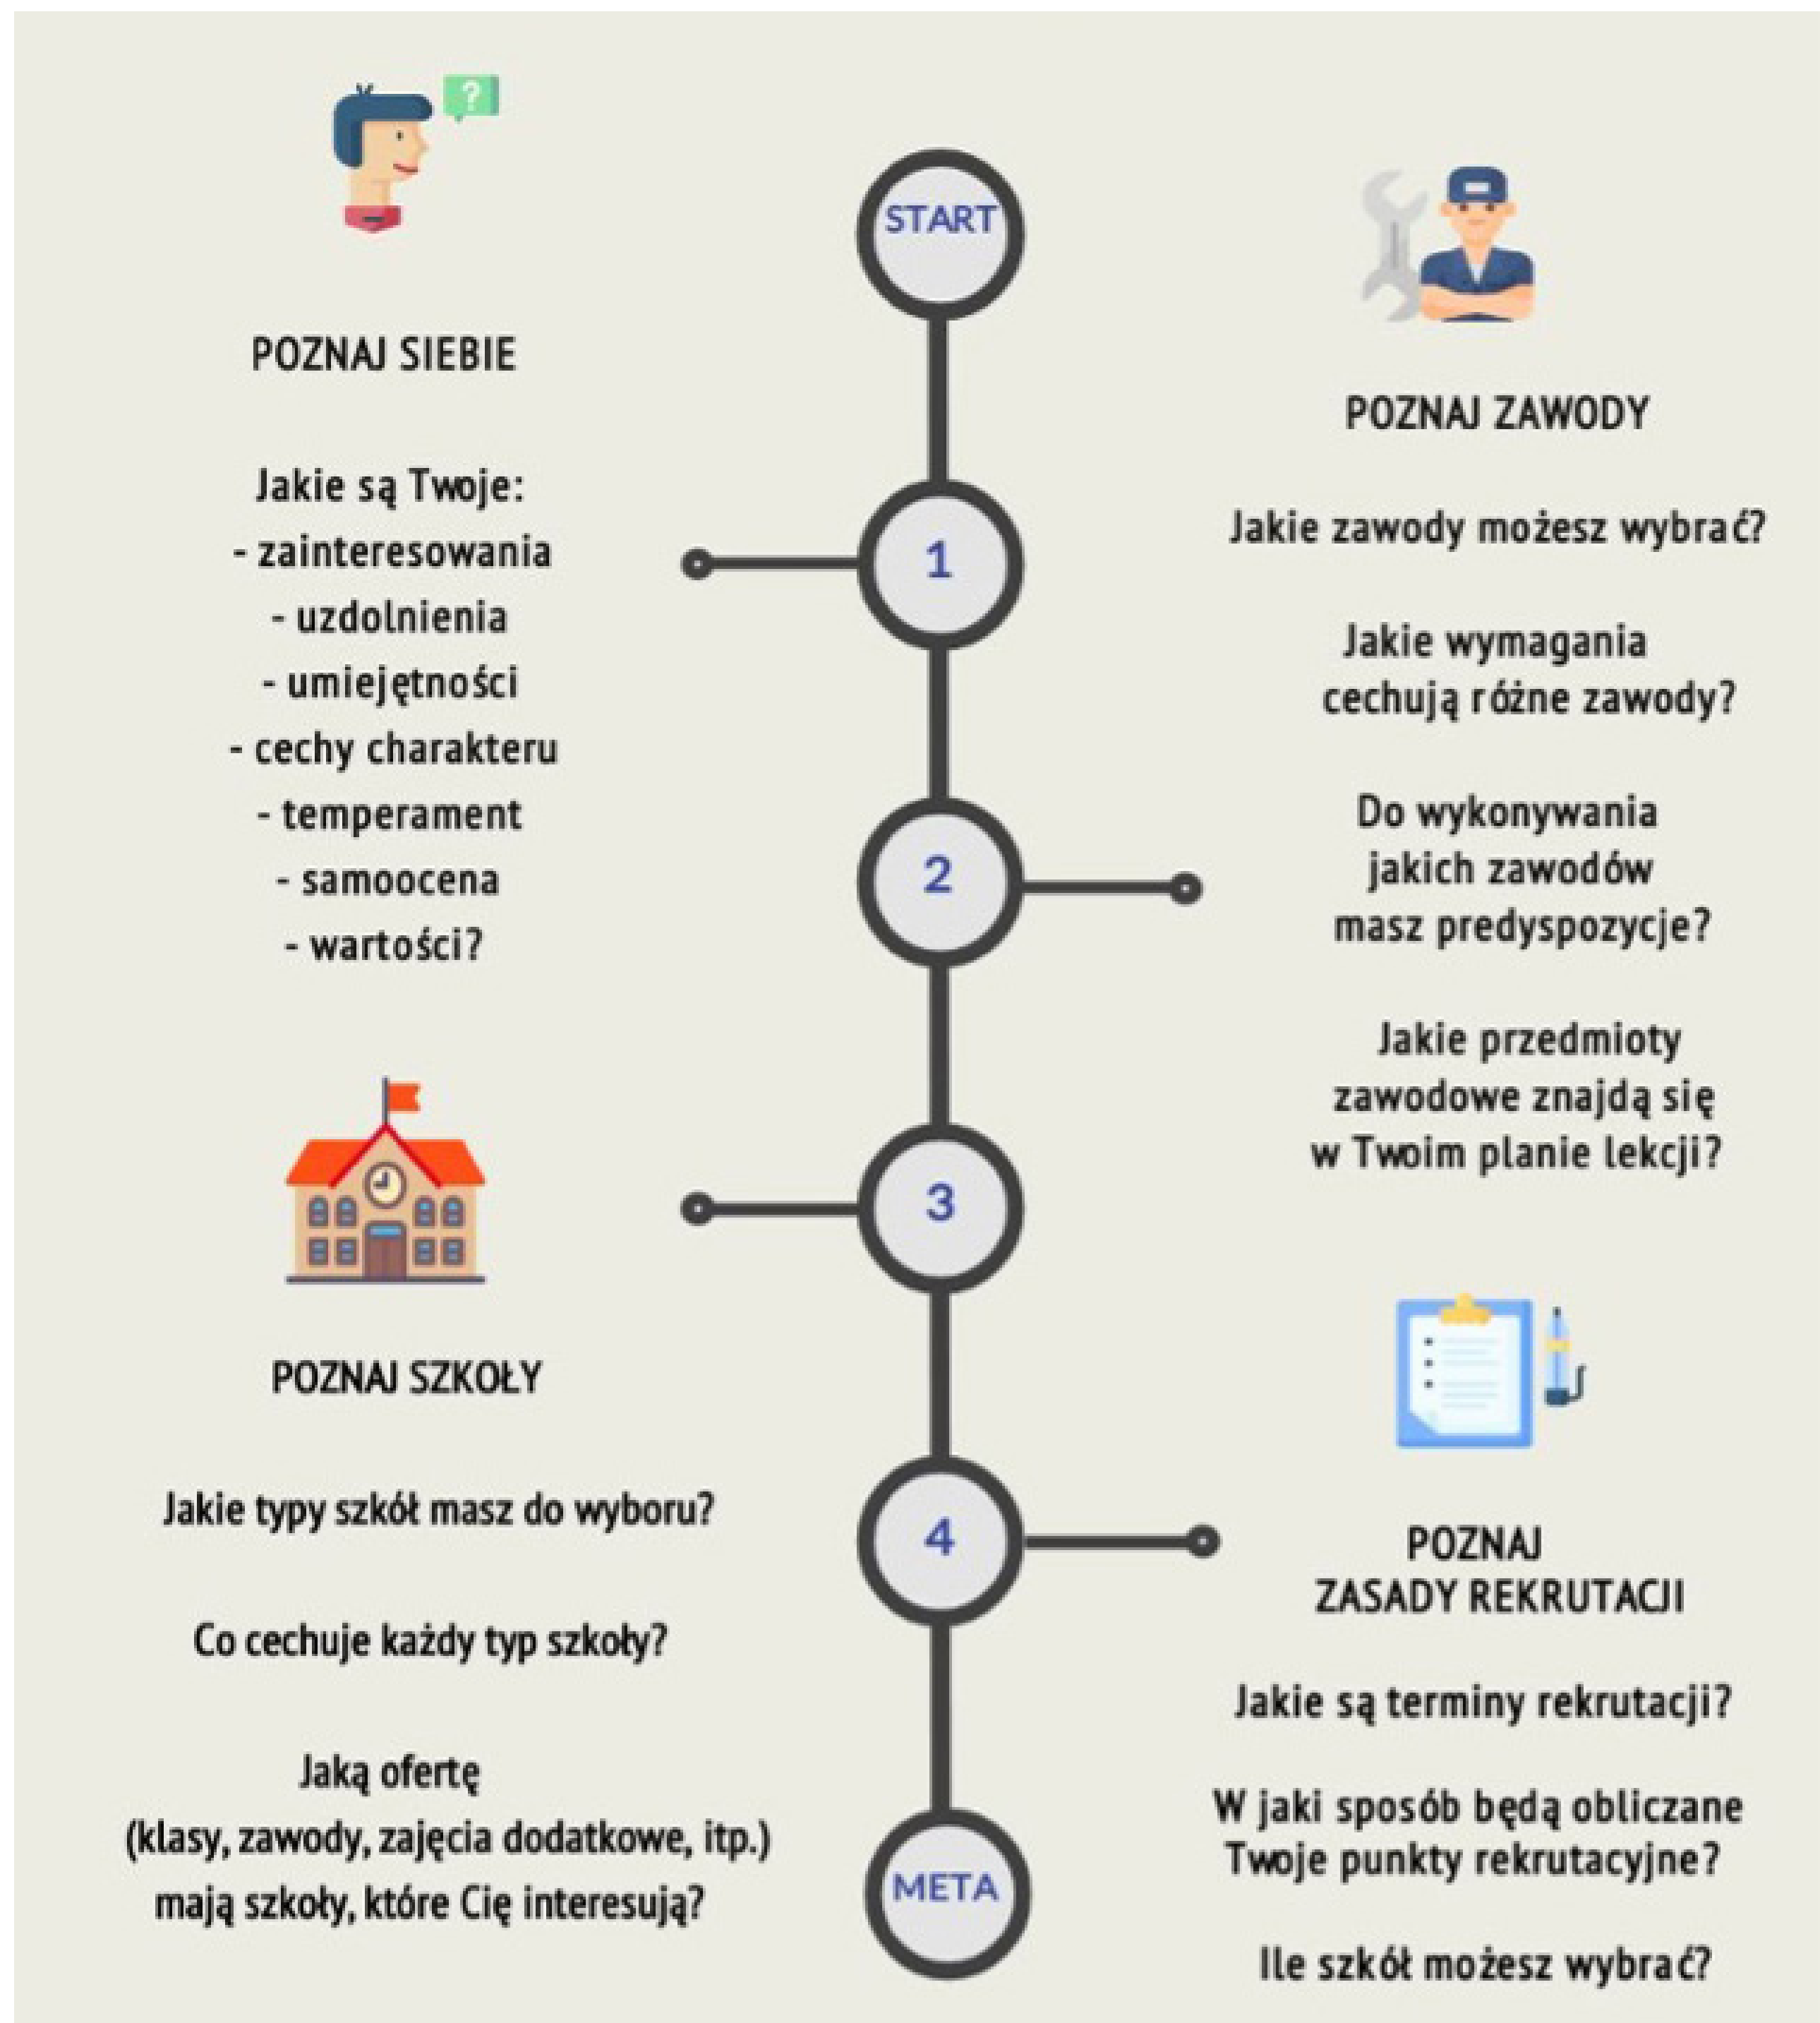 ?
START
POZNAJ SIEBIE
Jakie są Twoje:
- zainteresowania
- uzdolnienia
- umiejętności
- cechy charakteru
- temperament
- samoocena
- wartości?
1
POZNAJ ZAWODY
Jakie zawody możesz wybrać?
Jakie wymagania
cechują różne zawody?
Do wykonywania
jakich zawodów
masz predyspozycje?
Jakie przedmioty
zawodowe znajdą się
w Twoim planie lekcji?
2
3
POZNAJ SZKOŁY
Jakie typy szkół masz do wyboru?
Co cechuje każdy typ szkoły?
Jaką ofertę
(klasy, zawody, zajęcia dodatkowe, itp.)
mają szkoły, które Cię interesują?
4
POZNAJ
ZASADY REKRUTACJI
Jakie są terminy rekrutacji?
W jaki sposób będą obliczane
Twoje punkty rekrutacyjne?
Ile szkół możesz wybrać?
META